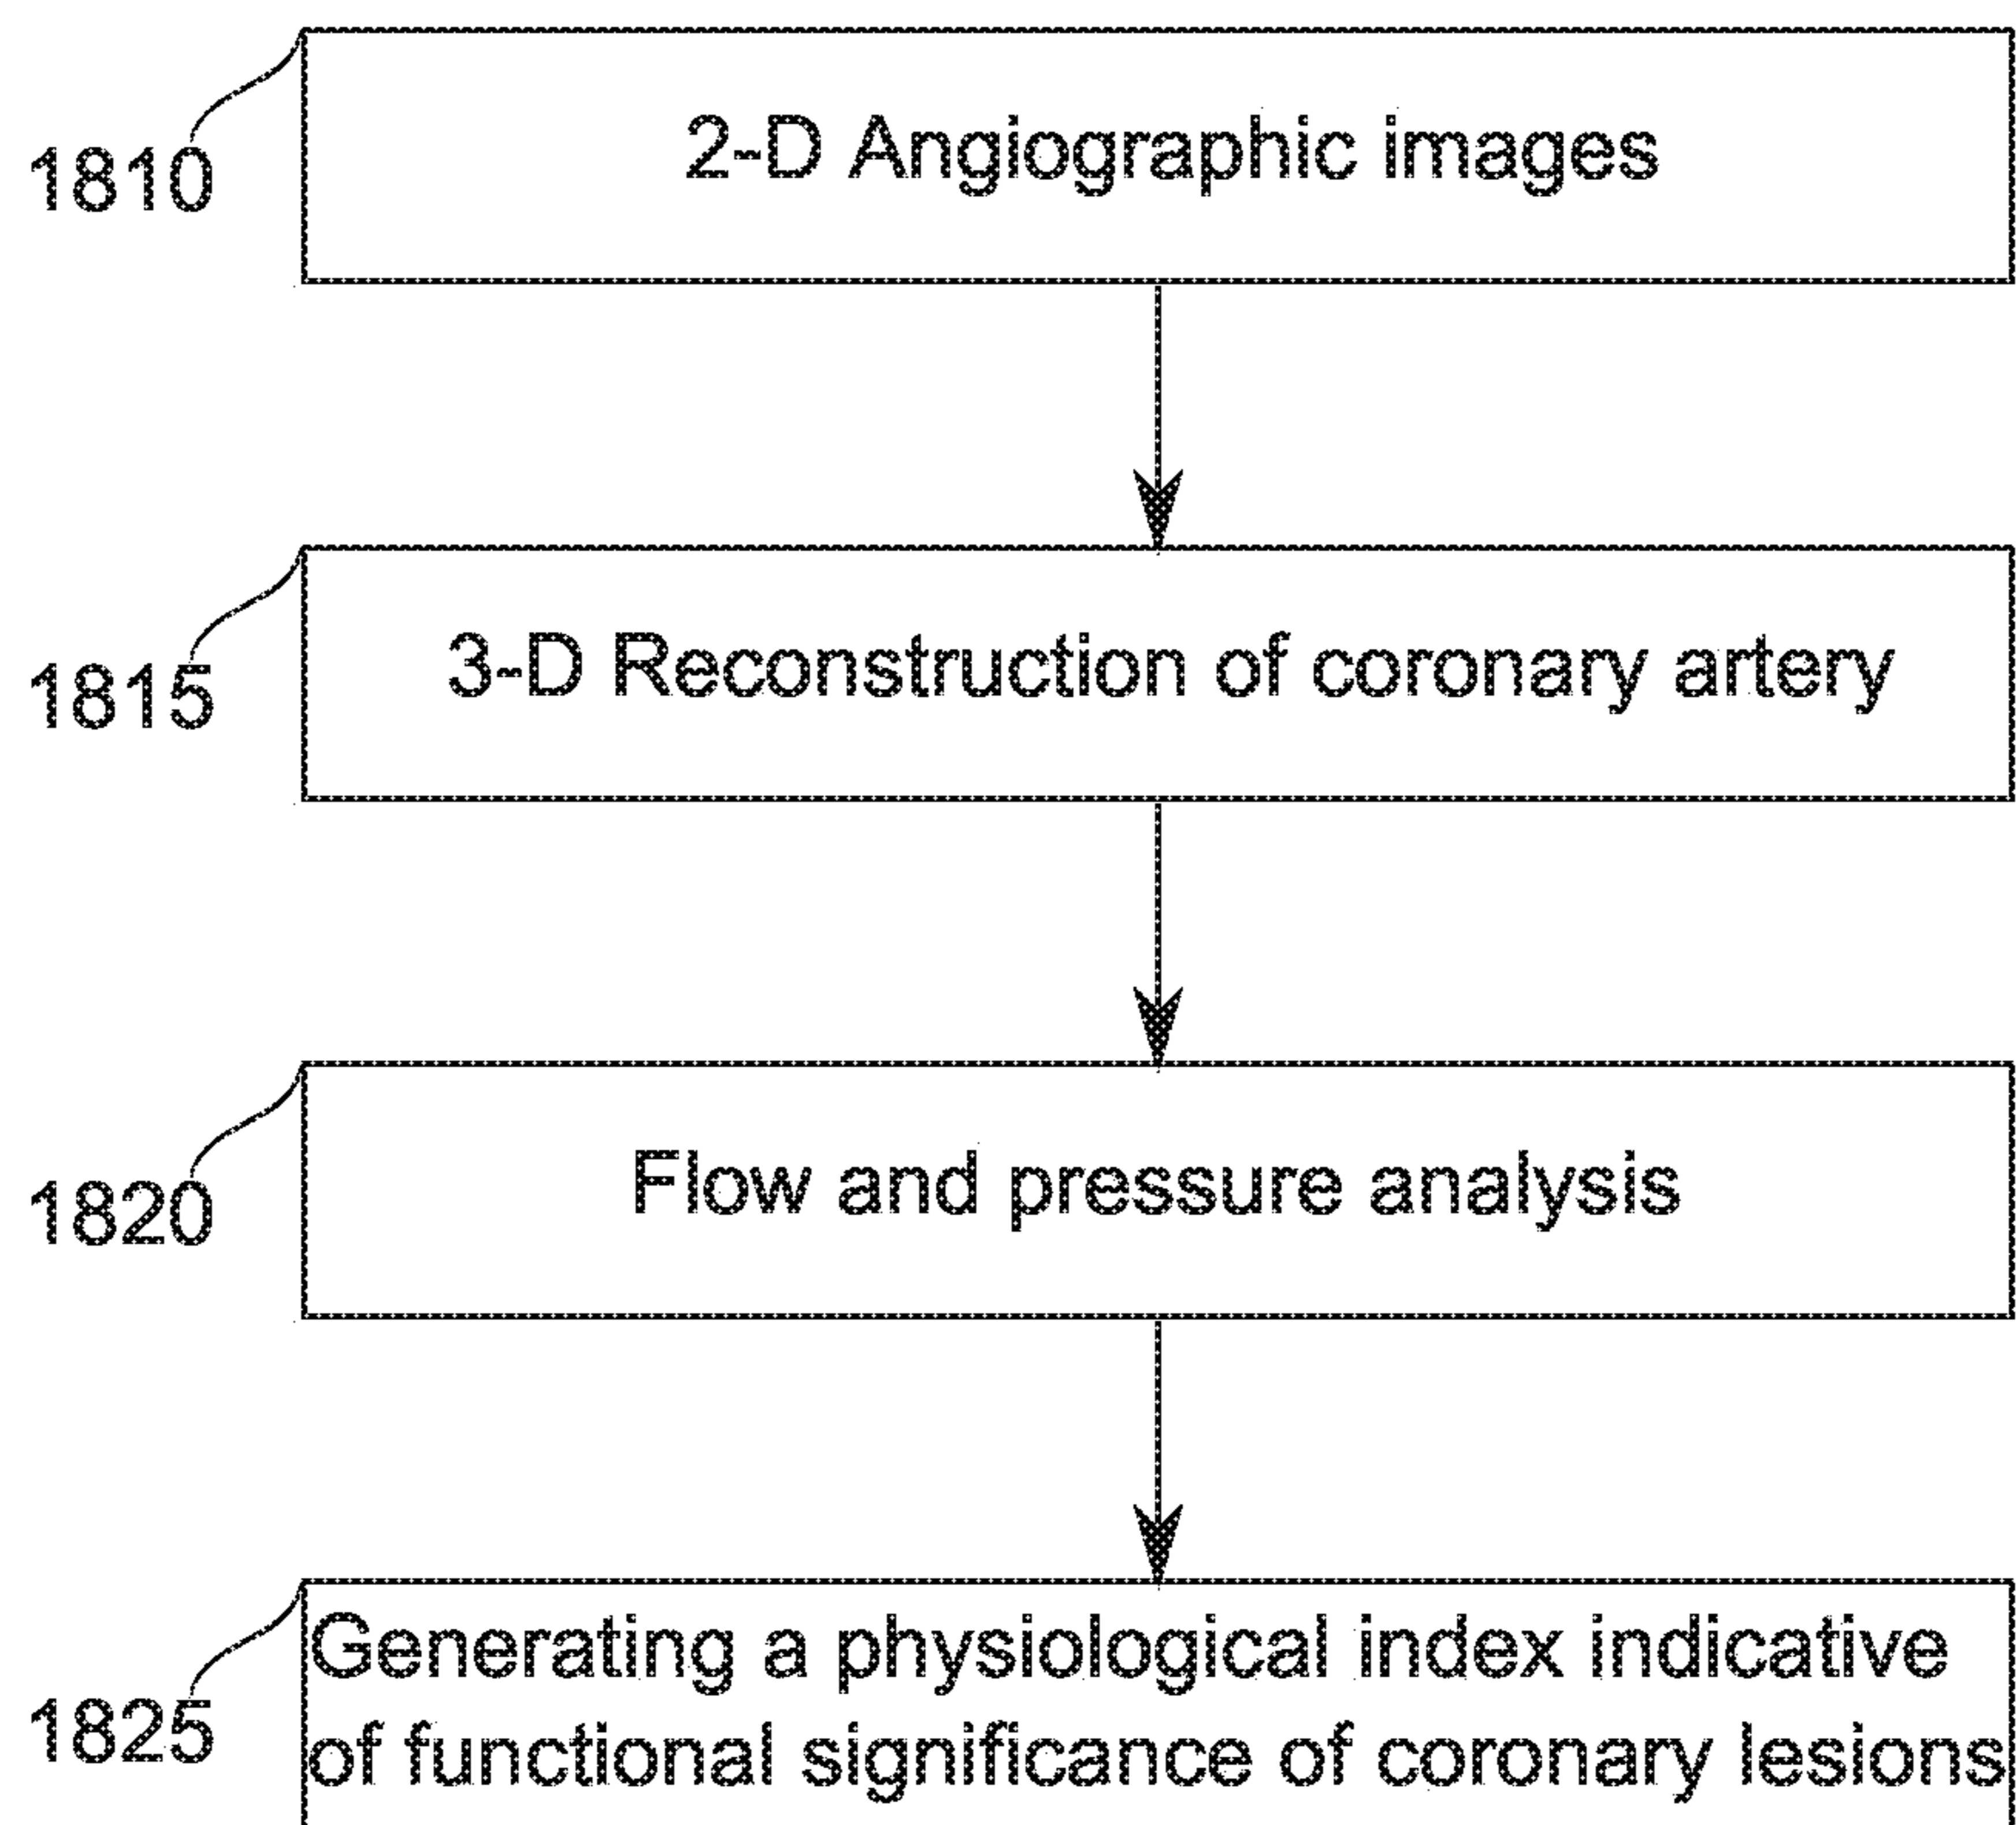 2-D Angiographic images
1810
3-D Reconstruction of coronary artery
1815
Flow and pressure analysis
1820
Generating a physiological index indicative
1825
of functional significance of coronary lesions